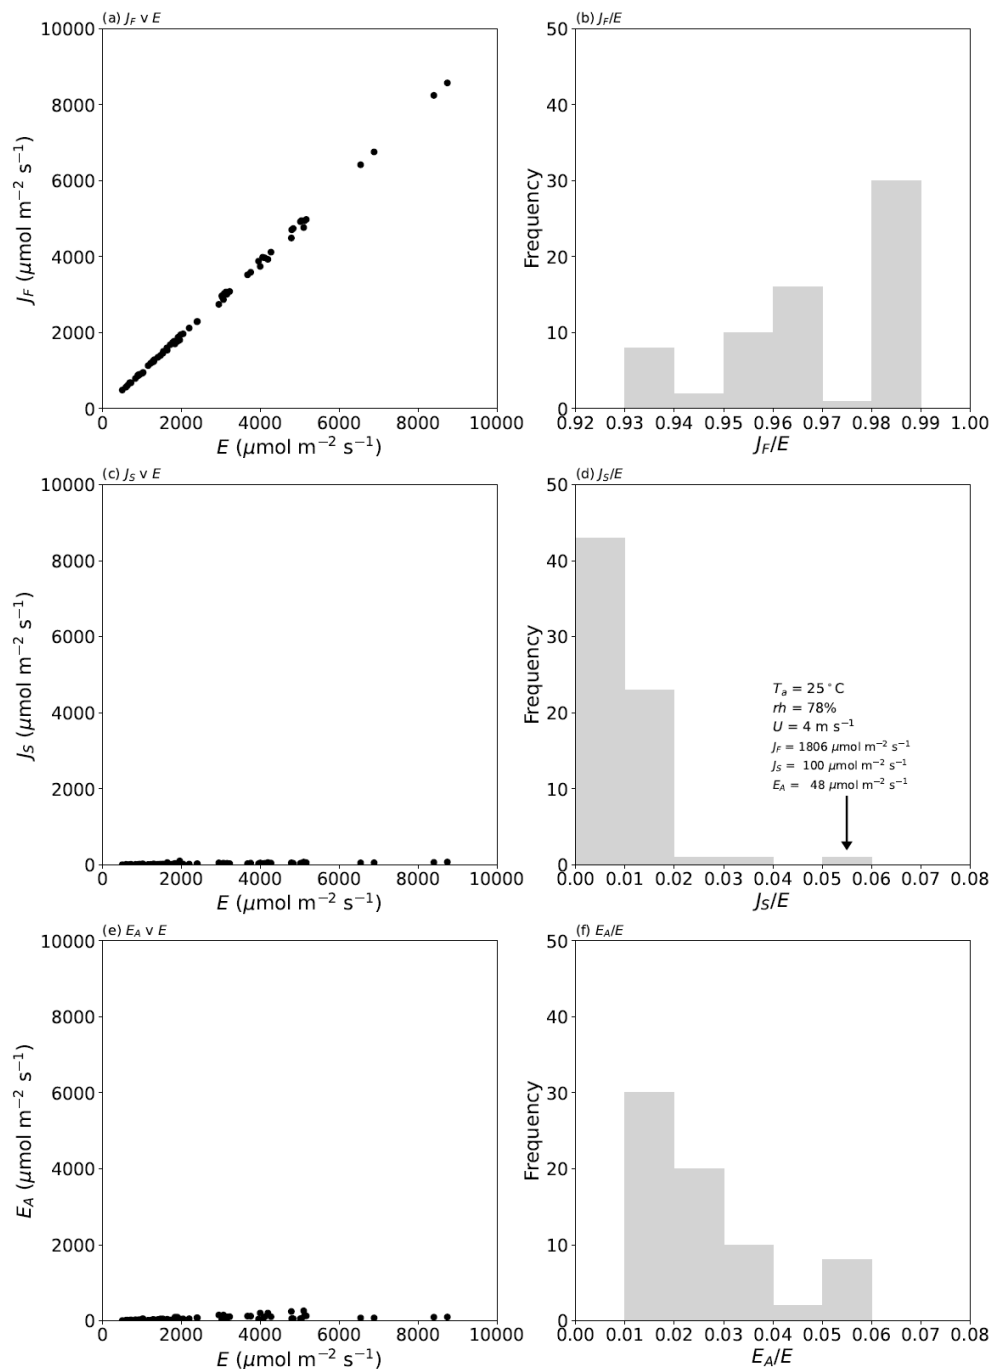 (a) J_F v E
10000
8000
6000
4000
2000
0
J_F (μmol m⁻² s⁻¹)
0 2000 4000 6000 8000 10000
E (μmol m⁻² s⁻¹)
(b) J_F/E
50
40
30
20
10
0
Frequency
0.92 0.93 0.94 0.95 0.96 0.97 0.98 0.99 1.00
J_F/E
(c) J_S v E
10000
8000
6000
4000
2000
0
J_S (μmol m⁻² s⁻¹)
0 2000 4000 6000 8000 10000
E (μmol m⁻² s⁻¹)
(d) J_S/E
50
40
30
20
10
0
Frequency
T_a = 25°C
rh = 78%
U = 4 m s⁻¹
J_F = 1806 μmol m⁻² s⁻¹
J_S = 100 μmol m⁻² s⁻¹
E_A = 48 μmol m⁻² s⁻¹
0.00 0.01 0.02 0.03 0.04 0.05 0.06 0.07 0.08
J_S/E
(e) E_A v E
10000
8000
6000
4000
2000
0
E_A (μmol m⁻² s⁻¹)
0 2000 4000 6000 8000 10000
E (μmol m⁻² s⁻¹)
(f) E_A/E
50
40
30
20
10
0
Frequency
0.00 0.01 0.02 0.03 0.04 0.05 0.06 0.07 0.08
E_A/E